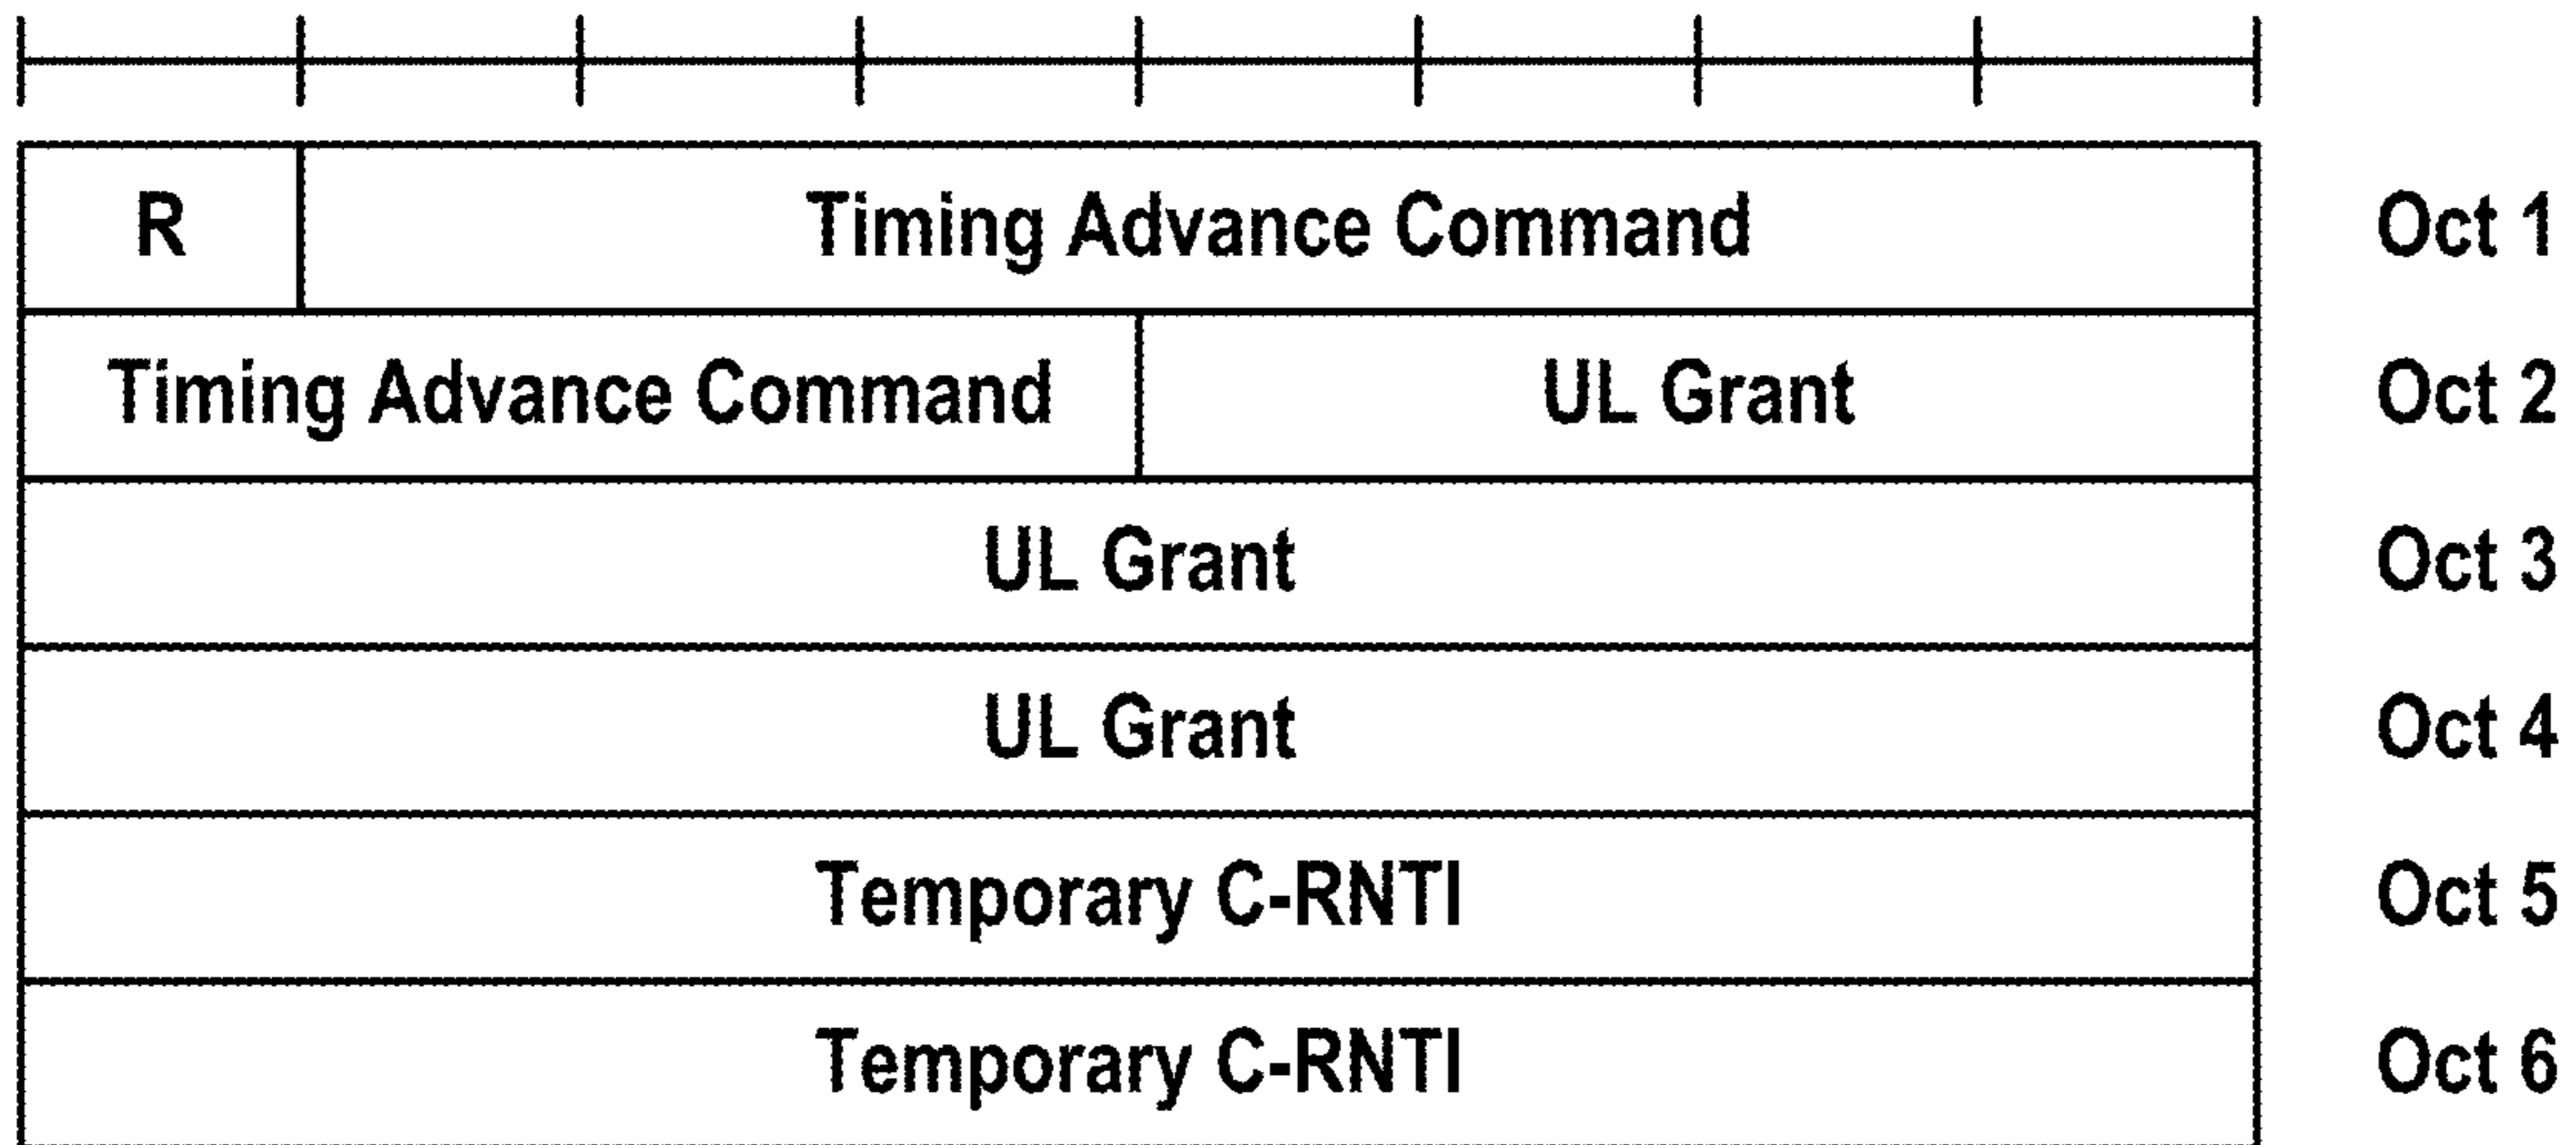 R Timing Advance Command Oct 1
Timing Advance Command UL Grant Oct 2
UL Grant Oct 3
UL Grant Oct 4
Temporary C-RNTI Oct 5
Temporary C-RNTI Oct 6